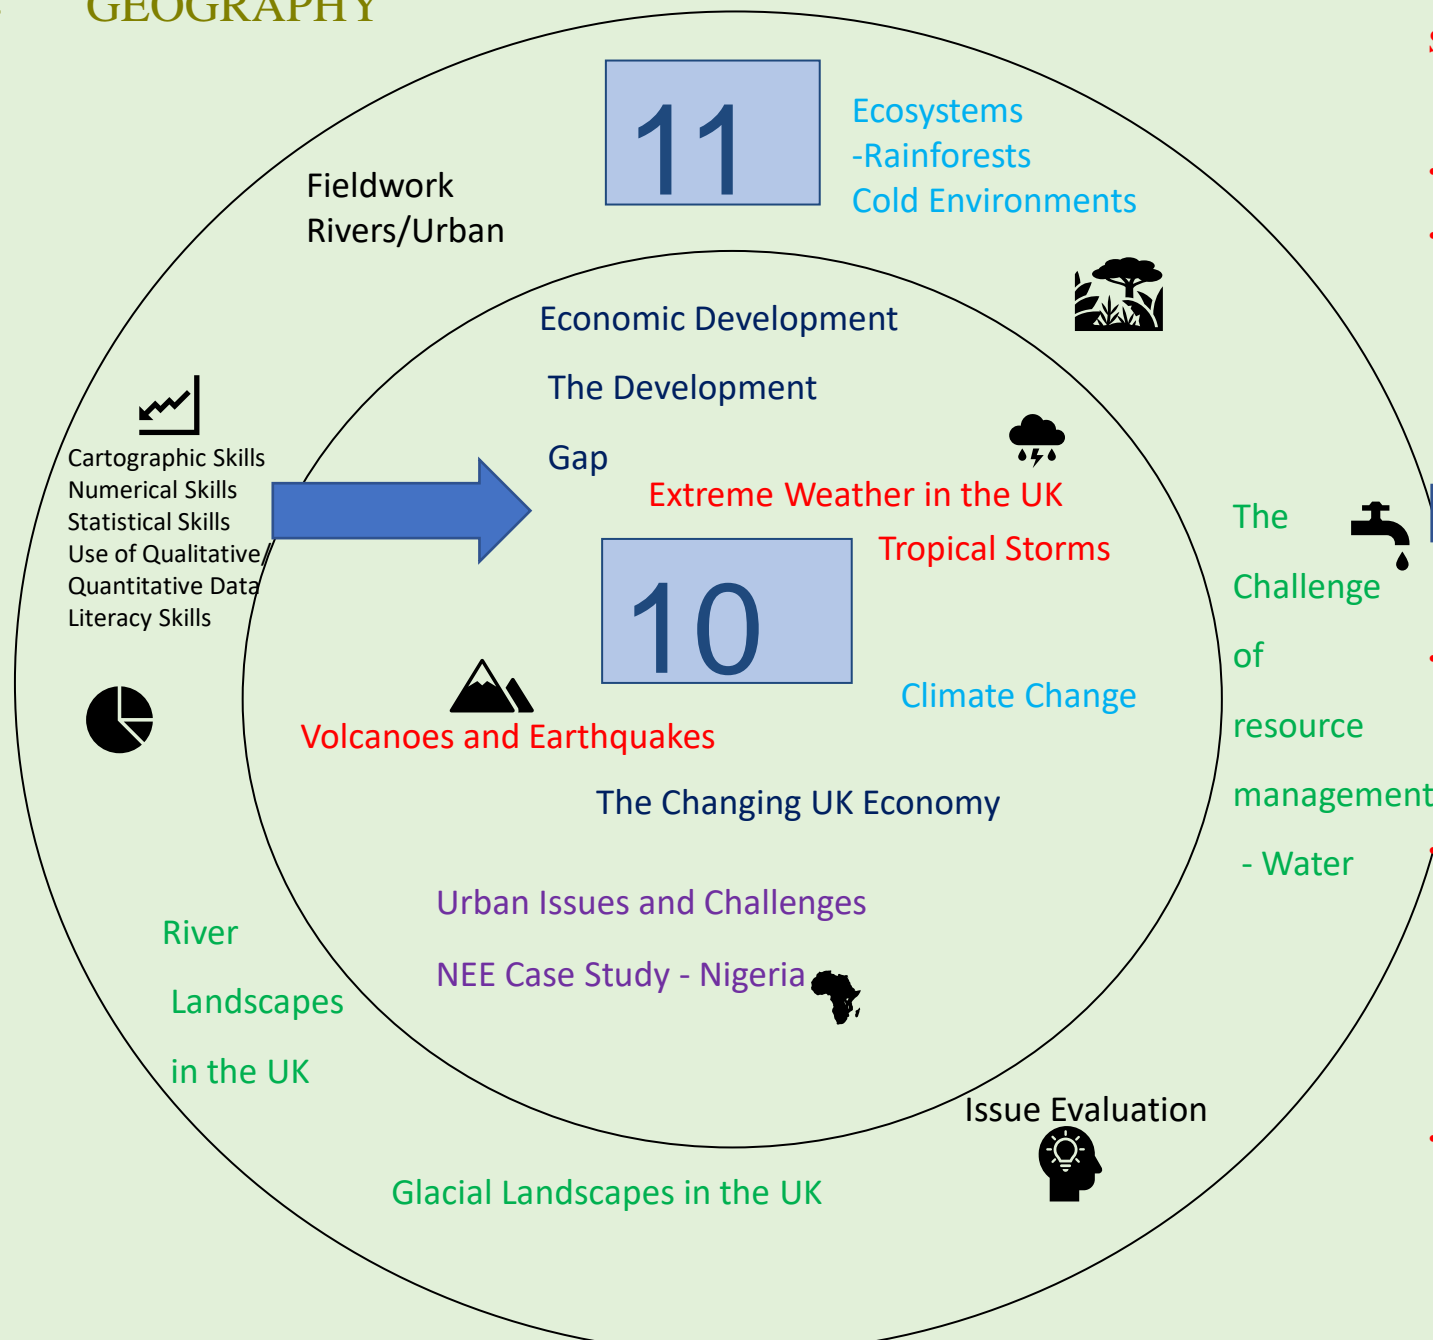 GEOGRAPHY
11
Ecosystems
-Rainforests
Cold Environments
Fieldwork
Rivers/Urban
Economic Development
The Development
Gap
Extreme Weather in the UK
Tropical Storms
Cartographic Skills
Numerical Skills
Statistical Skills
Use of Qualitative/
Quantitative Data
Literacy Skills
10
The
Challenge
of
resource
management
- Water
Climate Change
Volcanoes and Earthquakes
The Changing UK Economy
Urban Issues and Challenges
NEE Case Study - Nigeria
River
Landscapes
in the UK
Issue Evaluation
Glacial Landscapes in the UK